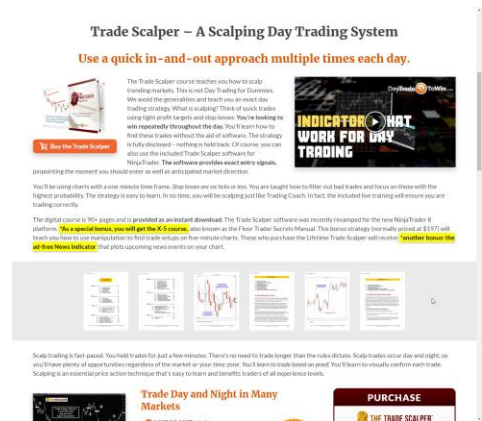 Trade Scalper – A Scalping Day Trading System
Use a quick in-and-out approach multiple times each day.
The Trade Scalper course teaches you how to scalp
trending markets. This is not Day Trading for Dummies.
We avoid the generalities and teach you an exact day
trading strategy. What is scalping? Think of quick trades
using tight profit targets and stop losses. You're looking to
win repeatedly throughout the day. You'll learn how to
find these trades without the aid of software. The strategy
is fully disclosed – nothing is held back. Of course, you can
also use the included Trade Scalper software for
NinjaTrader. The software provides exact entry signals,
pinpointing the moment you should enter as well as anticipated market direction.
Buy the Trade Scalper
DayTrade ToWin
INDICATOR HAT
WORK FOR DAY
TRADING
You'll be using charts with a one-minute time frame. Stop losses are six ticks or less. You are taught how to filter out bad trades and focus on those with the
highest probability. The strategy is easy to learn. In no time, you will be scalping just like Trading Coach. In fact, the included live training will ensure you are
trading correctly.
The digital course is 90+ pages and is provided as an instant download. The Trade Scalper software was recently revamped for the new NinjaTrader 8
platform. *As a special bonus, you will get the X-5 course, also known as the Floor Trader Secrets Manual. This bonus strategy (normally priced at $197) will
teach you how to use manipulation to find trade setups on five-minute charts. Those who purchase the Lifetime Trade Scalper will receive *another bonus: the
ad-free News Indicator that plots upcoming news events on your chart.
Scalp trading is fast-paced. You hold trades for just a few minutes. There's no need to trade longer than the rules dictate. Scalp trades occur day and night, so
you'll have plenty of opportunities regardless of the market or your time zone. You'll learn to trade based on proof. You'll learn to visually confirm each trade.
Scalping is an essential price action technique that's easy to learn and benefits traders of all experience levels.
Trade Day and Night in Many
Markets
PURCHASE
THE TRADE SCALPER